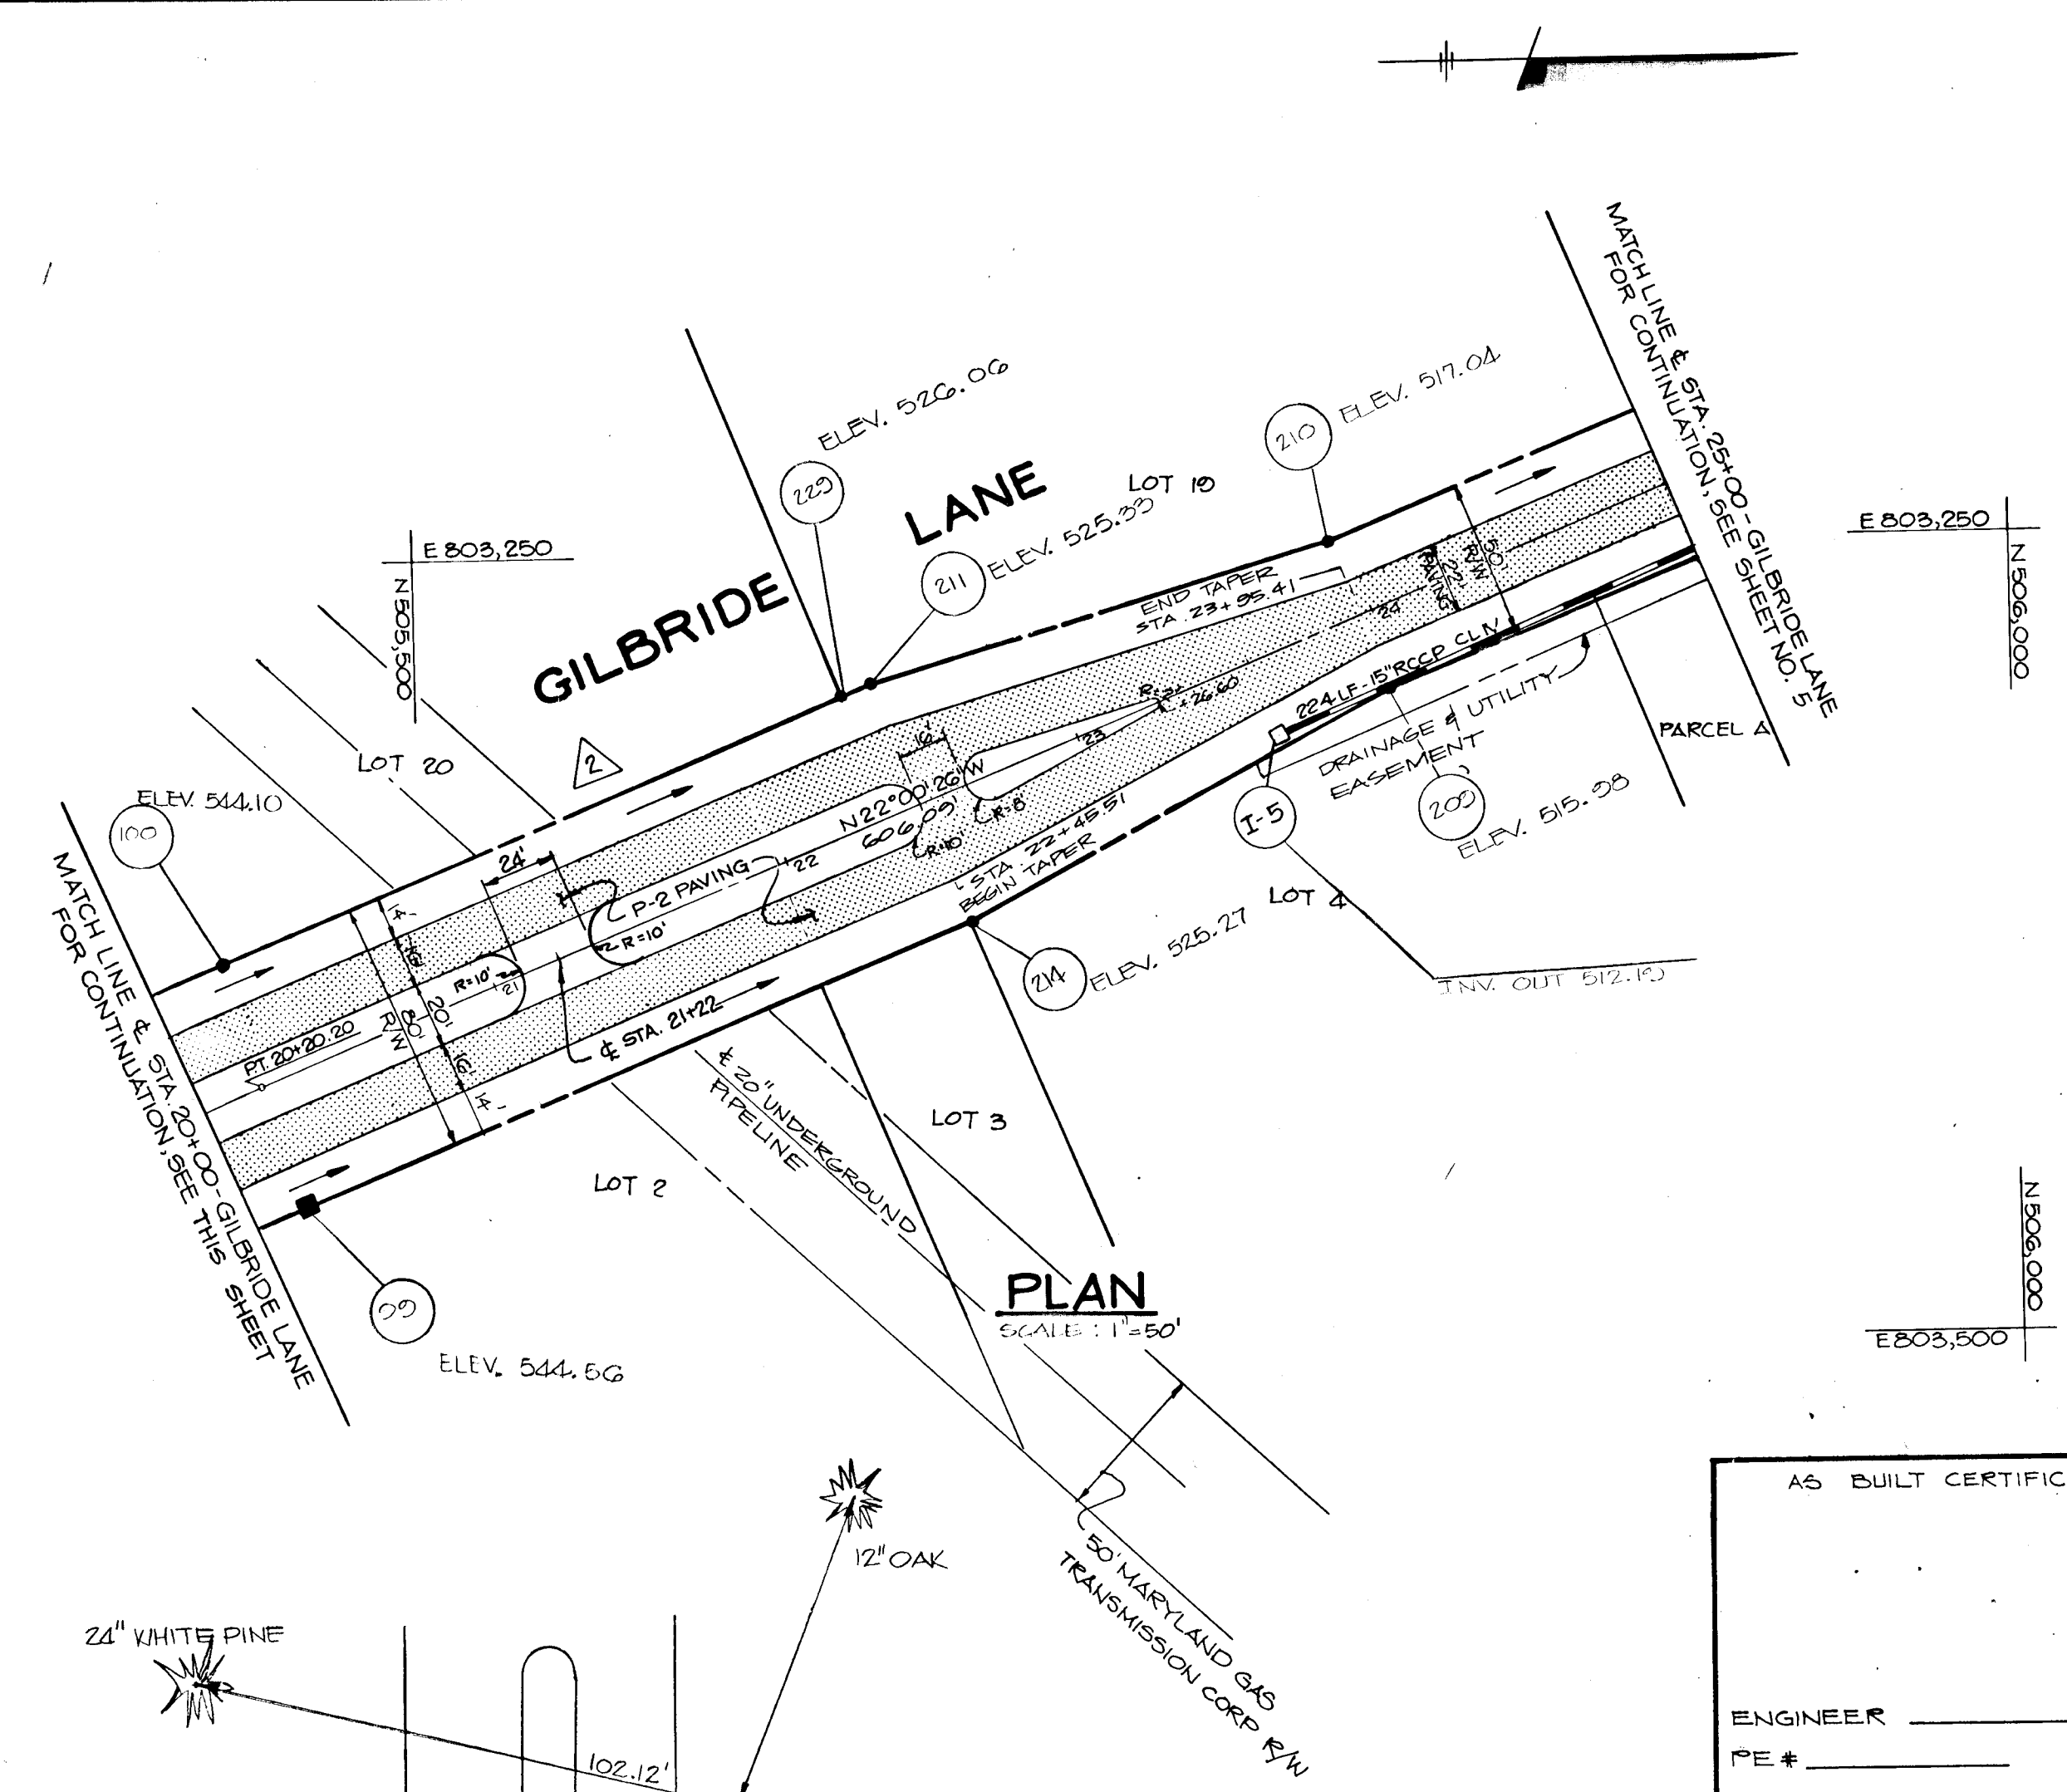 MATCH LINE & ℄ STA. 25+00-GILBRIDE LANE
FOR CONTINUATION, SEE SHEET NO. 5
ELEV. 526.06
229
ELEV. 517.04
210
GILBRIDE LANE
LOT 19
ELEV. 525.33
211
E 803,250
N 505,500
E 803,250
N 506,000
END TAPER
STA. 23+95.41
50'
R/W
22'
PAVING
24
224 LF-15" RCCP CL IV
+26.60
23
16'
N22°00'26"W
606.09'
R=8'
R=10'
STA. 22+45.51
BEGIN TAPER
DRAINAGE & UTILITY
EASEMENT
PARCEL A
209
ELEV. 515.98
I-5
LOT 4
INV. OUT 512.19
LOT 20
2
ELEV. 544.10
100
24'
P-2 PAVING
22
R=10'
R=10'
21
14'
16'
20'
80'
R/W
16'
14'
PT. 20+20.20
℄ STA. 21+22
214
ELEV. 525.27
MATCH LINE & ℄ STA. 20+00-GILBRIDE LANE
FOR CONTINUATION, SEE THIS SHEET
℄ 20" UNDERGROUND
PIPELINE
LOT 3
LOT 2
99
ELEV. 544.56
PLAN
SCALE : 1"=50'
N 506,000
E 803,500
50' MARYLAND GAS
TRANSMISSION CORP R/W
12" OAK
24" WHITE PINE
102.12'
AS BUILT CERTIFIC
ENGINEER
PE #